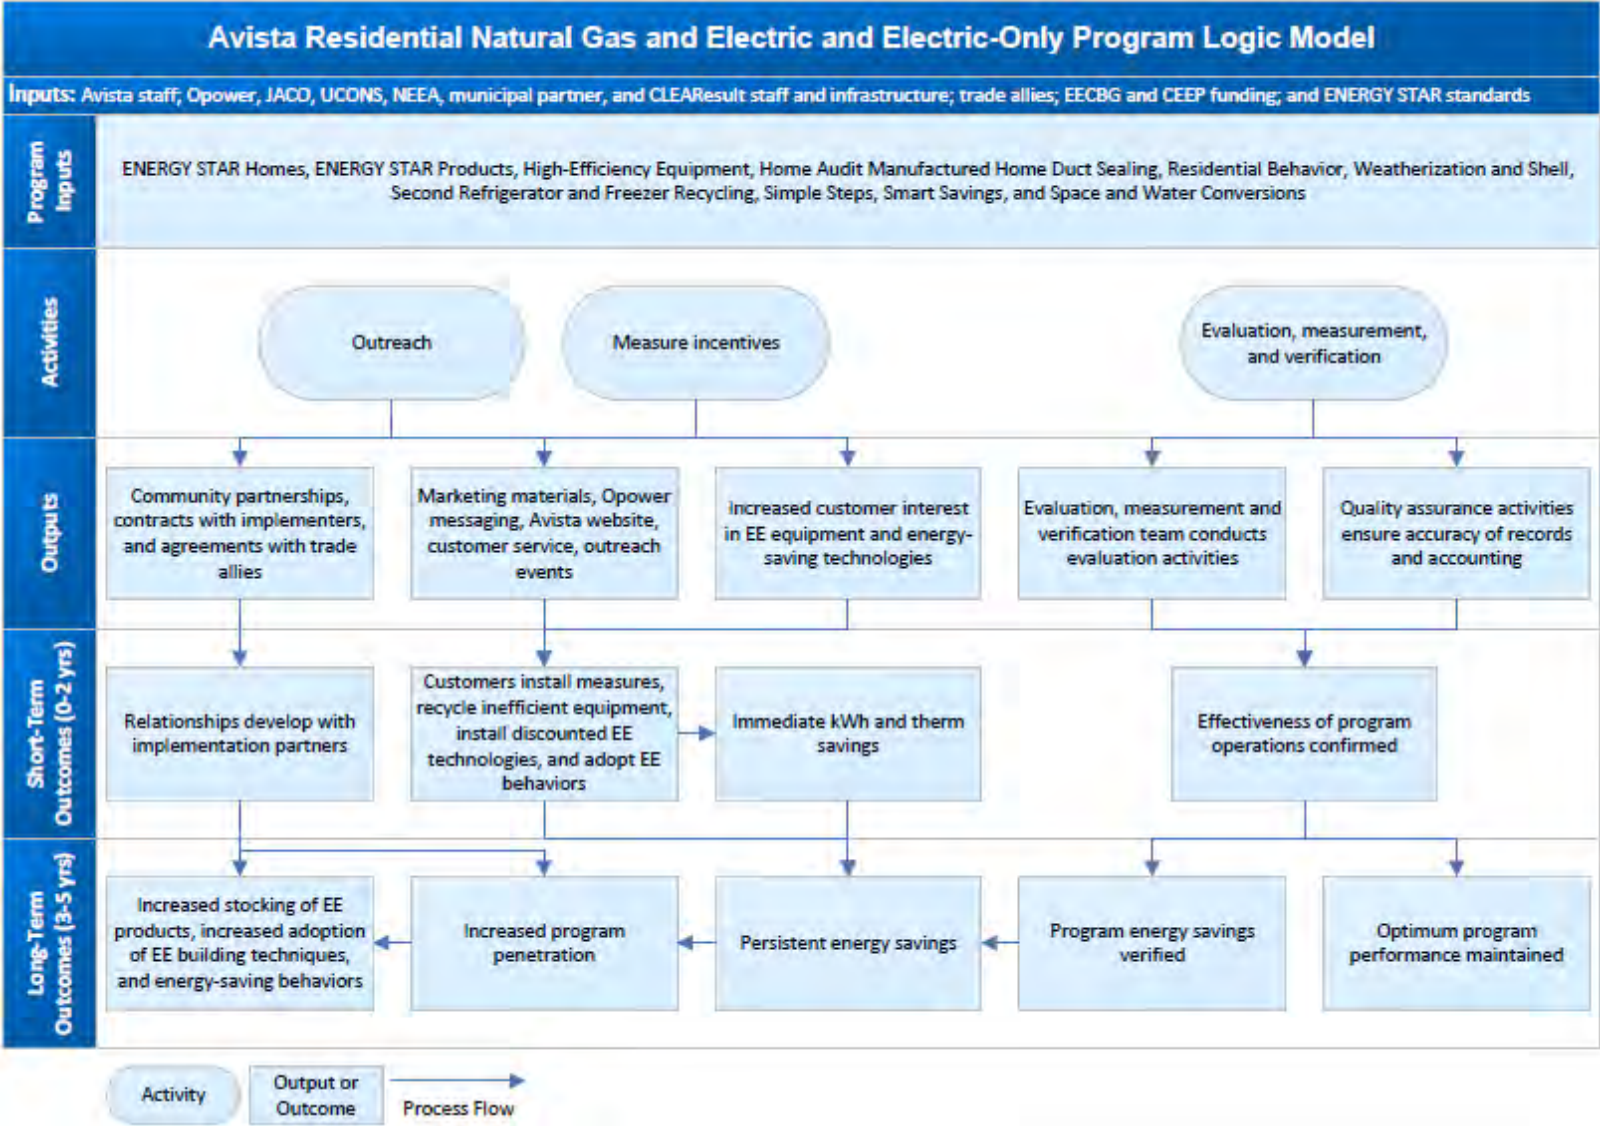 Avista Residential Natural Gas and Electric and Electric-Only Program Logic Model
Inputs: Avista staff; Opower, JACO, UCONS, NEEA, municipal partner, and CLEAResult staff and infrastructure; trade allies; EECBG and CEEP funding; and ENERGY STAR standards
Program
Inputs
ENERGY STAR Homes, ENERGY STAR Products, High-Efficiency Equipment, Home Audit Manufactured Home Duct Sealing, Residential Behavior, Weatherization and Shell,
Second Refrigerator and Freezer Recycling, Simple Steps, Smart Savings, and Space and Water Conversions
Activities
Outreach
Measure incentives
Evaluation, measurement,
and verification
Outputs
Community partnerships,
contracts with implementers,
and agreements with trade
allies
Marketing materials, Opower
messaging, Avista website,
customer service, outreach
events
Increased customer interest
in EE equipment and energy-
saving technologies
Evaluation, measurement and
verification team conducts
evaluation activities
Quality assurance activities
ensure accuracy of records
and accounting
Short-Term
Outcomes (0-2 yrs)
Relationships develop with
implementation partners
Customers install measures,
recycle inefficient equipment,
install discounted EE
technologies, and adopt EE
behaviors
Immediate kWh and therm
savings
Effectiveness of program
operations confirmed
Long-Term
Outcomes (3-5 yrs)
Increased stocking of EE
products, increased adoption
of EE building techniques,
and energy-saving behaviors
Increased program
penetration
Persistent energy savings
Program energy savings
verified
Optimum program
performance maintained
Activity
Output or
Outcome
Process Flow